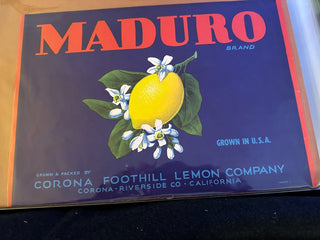 MADURO
BRAND
GROWN IN U.S.A.
GROWN & PACKED BY
CORONA FOOTHILL LEMON COMPANY
CORONA - RIVERSIDE CO - CALIFORNIA